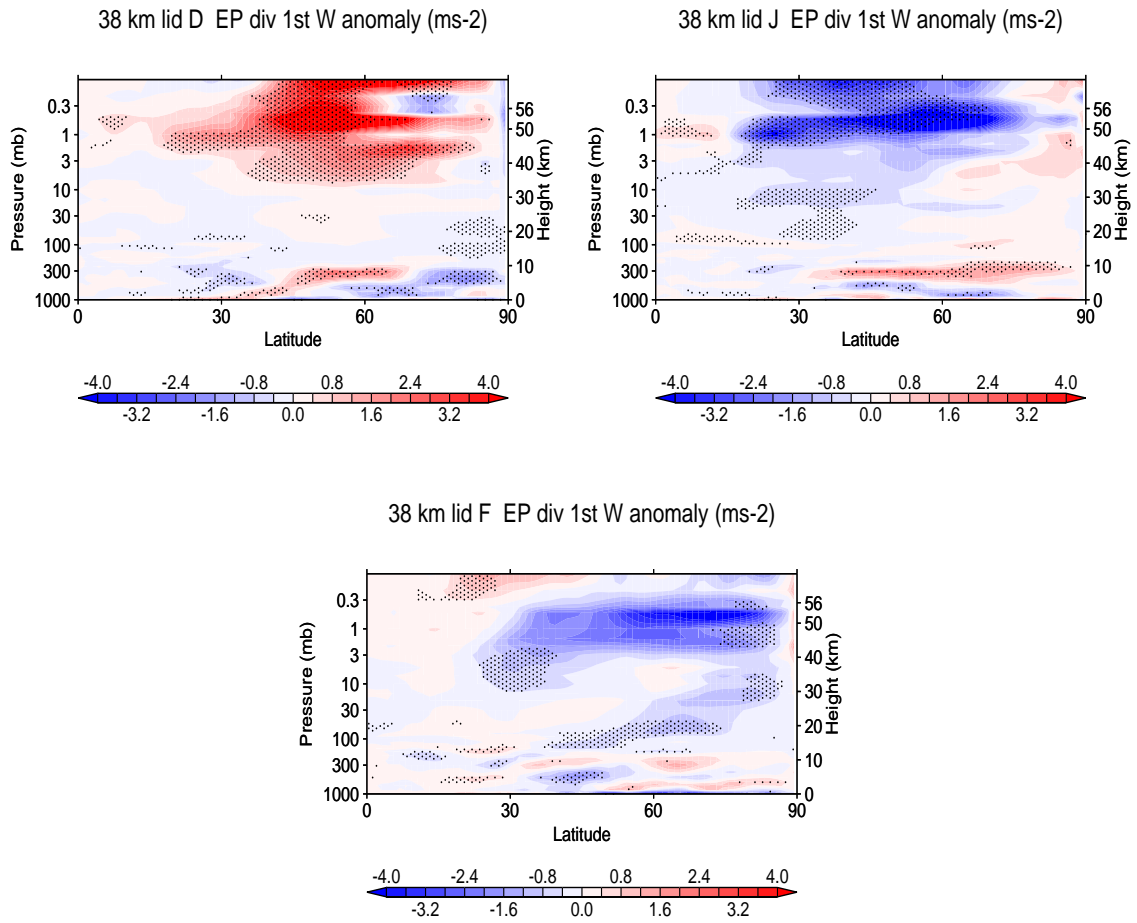 38 km lid D  EP div 1st W anomaly (ms-2)
Pressure (mb)
0.3
1
3
10
30
100
300
1000
56
50
40
30
20
10
0
Height (km)
0 30 60 90
Latitude
-4.0 -2.4 -0.8 0.8 2.4 4.0
-3.2 -1.6 0.0 1.6 3.2
38 km lid J  EP div 1st W anomaly (ms-2)
Pressure (mb)
0.3
1
3
10
30
100
300
1000
56
50
40
30
20
10
0
Height (km)
0 30 60 90
Latitude
-4.0 -2.4 -0.8 0.8 2.4 4.0
-3.2 -1.6 0.0 1.6 3.2
38 km lid F  EP div 1st W anomaly (ms-2)
Pressure (mb)
0.3
1
3
10
30
100
300
1000
56
50
40
30
20
10
0
Height (km)
0 30 60 90
Latitude
-4.0 -2.4 -0.8 0.8 2.4 4.0
-3.2 -1.6 0.0 1.6 3.2